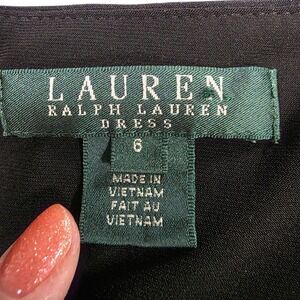 LAUREN
RALPH LAUREN
DRESS
6
MADE IN
VIETNAM
FAIT AU
VIETNAM